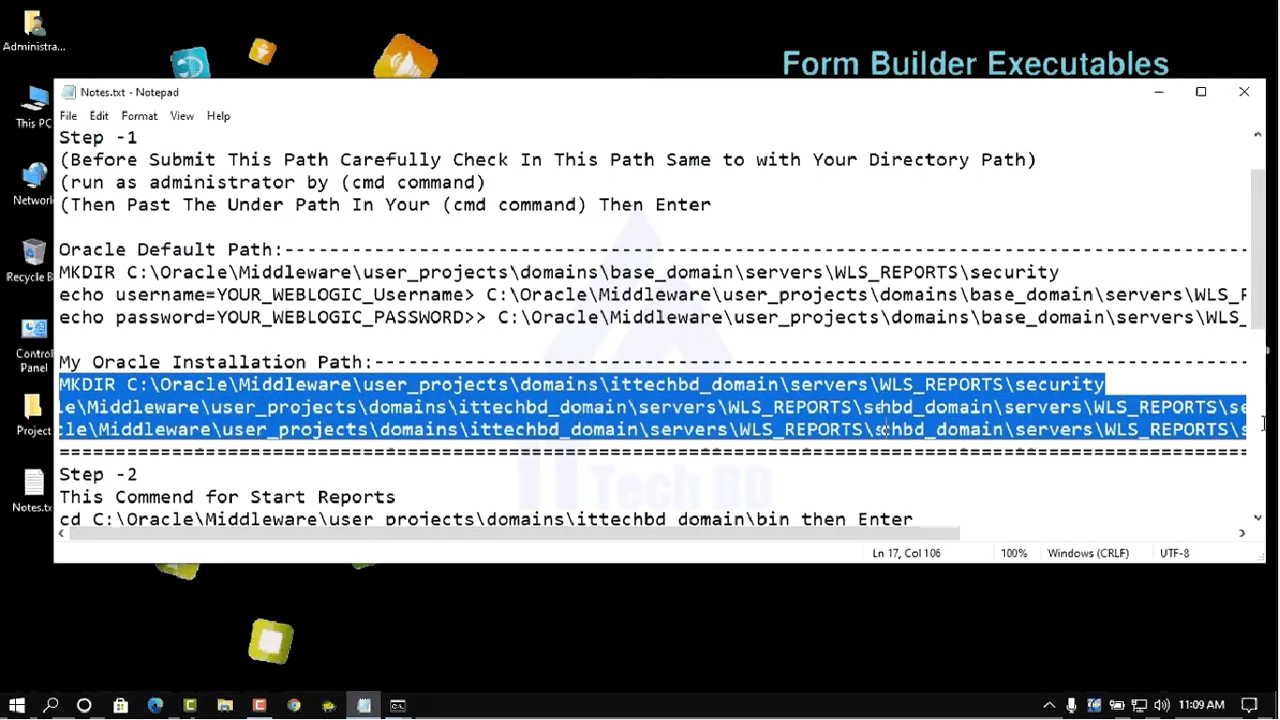 Form Builder Executables
Administra...
This PC
Network
Recycle B
Control
Panel
Project
Notes.tx
Notes.txt - Notepad
File Edit Format View Help
Step -1
(Before Submit This Path Carefully Check In This Path Same to with Your Directory Path)
(run as administrator by (cmd command)
(Then Past The Under Path In Your (cmd command) Then Enter
Oracle Default Path:-----------------------------------------------------------------------------
MKDIR C:\Oracle\Middleware\user_projects\domains\base_domain\servers\WLS_REPORTS\security
echo username=YOUR_WEBLOGIC_Username> C:\Oracle\Middleware\user_projects\domains\base_domain\servers\WLS_R
echo password=YOUR_WEBLOGIC_PASSWORD>> C:\Oracle\Middleware\user_projects\domains\base_domain\servers\WLS_
My Oracle Installation Path:---------------------------------------------------------------------
MKDIR C:\Oracle\Middleware\user_projects\domains\ittechbd_domain\servers\WLS_REPORTS\security
le\Middleware\user_projects\domains\ittechbd_domain\servers\WLS_REPORTS\sehbd_domain\servers\WLS_REPORTS\se
cle\Middleware\user_projects\domains\ittechbd_domain\servers\WLS_REPORTS\shbd_domain\servers\WLS_REPORTS\s
=========================================================================================================
Step -2
This Commend for Start Reports
cd C:\Oracle\Middleware\user_projects\domains\ittechbd_domain\bin then Enter
Tech BD
Ln 17, Col 106 100% Windows (CRLF) UTF-8
11:09 AM